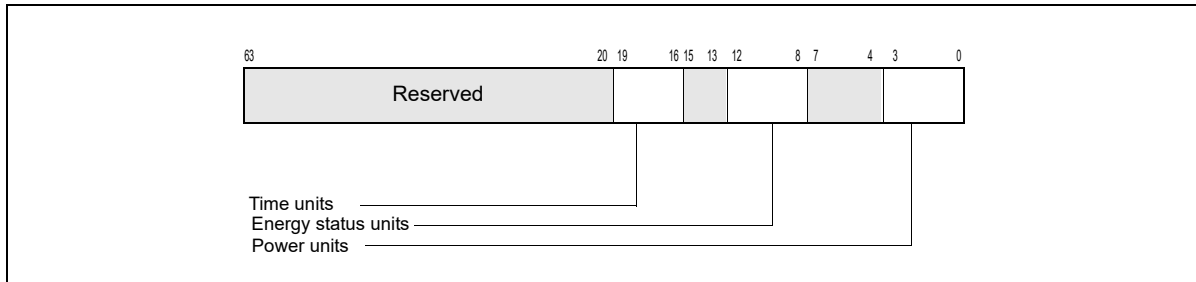 63 20 19 16 15 13 12 8 7 4 3 0
Reserved
Time units
Energy status units
Power units